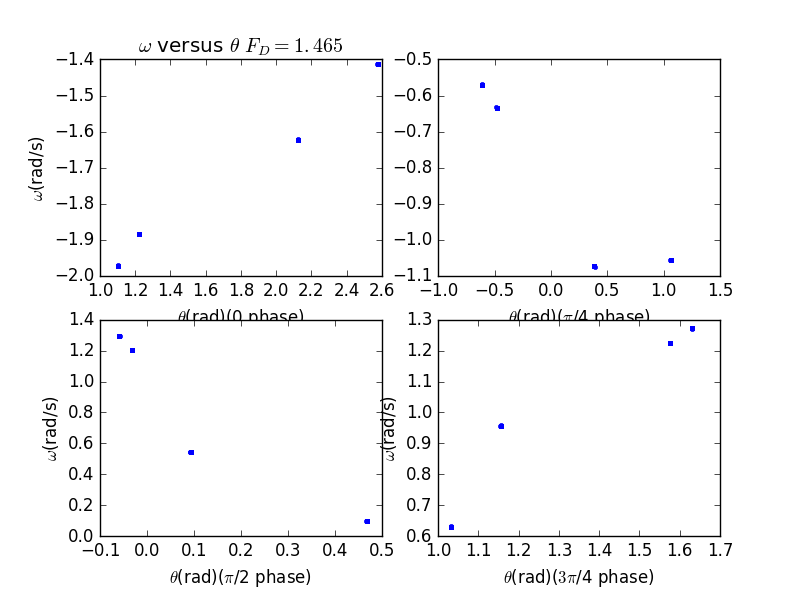 ω versus θ F_D = 1.465
−1.4
−1.5
−1.6
−1.7
−1.8
−1.9
−2.0
ω(rad/s)
1.0 1.2 1.4 1.6 1.8 2.0 2.2 2.4 2.6
θ(rad)(0 phase)
−0.5
−0.6
−0.7
−0.8
−0.9
−1.0
−1.1
−1.0 −0.5 0.0 0.5 1.0 1.5
θ(rad)(π/4 phase)
1.4
1.2
1.0
0.8
0.6
0.4
0.2
0.0
ω(rad/s)
−0.1 0.0 0.1 0.2 0.3 0.4 0.5
θ(rad)(π/2 phase)
1.3
1.2
1.1
1.0
0.9
0.8
0.7
0.6
ω(rad/s)
1.0 1.1 1.2 1.3 1.4 1.5 1.6 1.7
θ(rad)(3π/4 phase)